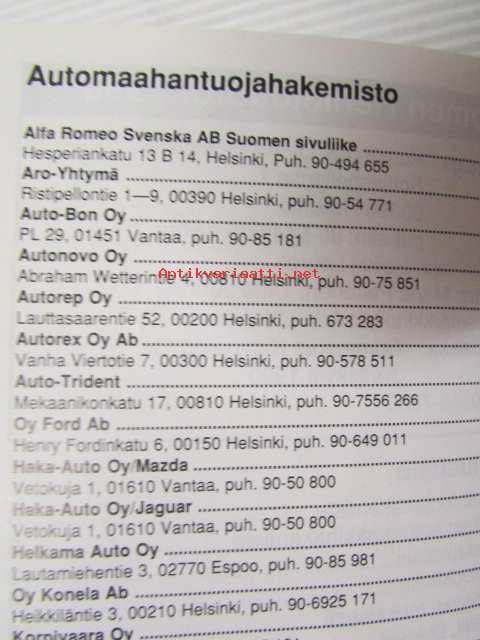 Automaahantuojahakemisto
Alfa Romeo Svenska AB Suomen sivuliike
Hesperiankatu 13 B 14, Helsinki, Puh. 90-494 655
Aro-Yhtymä
Ristipellontie 1—9, 00390 Helsinki, puh. 90-54 771
Auto-Bon Oy
PL 29, 01451 Vantaa, puh. 90-85 181
Autonovo Oy
Antikvariaatti.net
Abraham Wetterintie 4, 00810 Helsinki, puh. 90-75 851
Autorep Oy
Lauttasaarentie 52, 00200 Helsinki, puh. 673 283
Autorex Oy Ab
Vanha Viertotie 7, 00300 Helsinki, puh. 90-578 511
Auto-Trident
Mekaanikonkatu 17, 00810 Helsinki, puh. 90-7556 266
Oy Ford Ab
Henry Fordinkatu 6, 00150 Helsinki, puh. 90-649 011
Haka-Auto Oy/Mazda
Vetokuja 1, 01610 Vantaa, puh. 90-50 800
Haka-Auto Oy/Jaguar
Vetokuja 1, 01610 Vantaa, puh. 90-50 800
Helkama Auto Oy
Lautamiehentie 3, 02770 Espoo, puh. 90-85 981
Oy Konela Ab
Heikkiläntie 3, 00210 Helsinki, puh. 90-6925 171
Korpivaara Oy